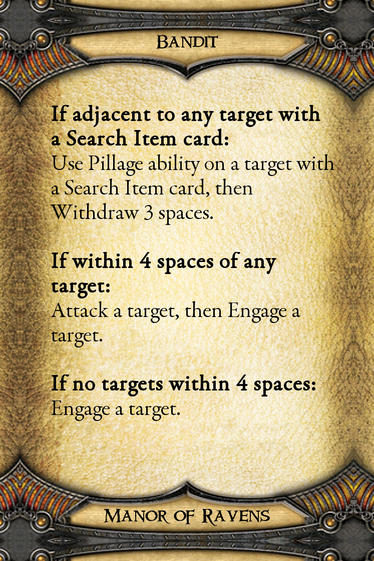 Bandit
If adjacent to any target with
a Search Item card:
Use Pillage ability on a target with
a Search Item card, then
Withdraw 3 spaces.
If within 4 spaces of any
target:
Attack a target, then Engage a
target.
If no targets within 4 spaces:
Engage a target.
Manor of Ravens